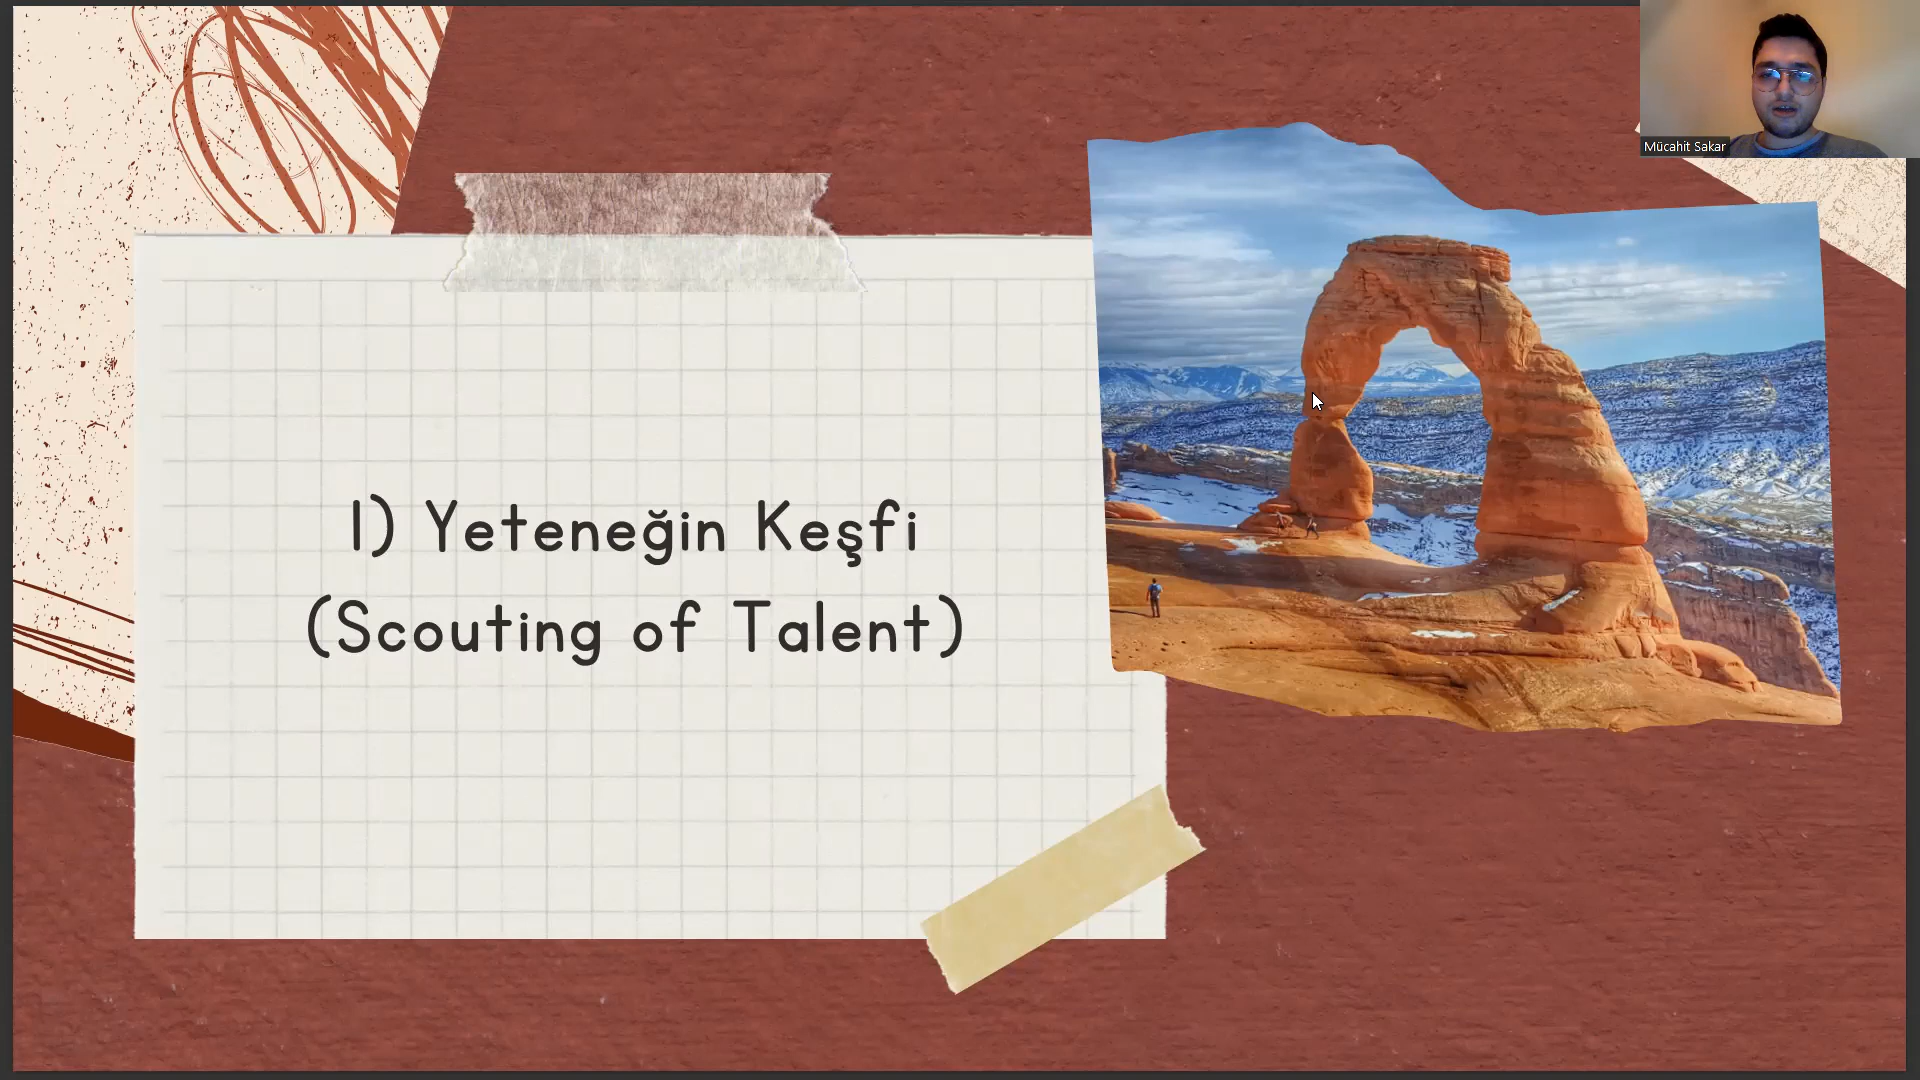 1) Yeteneğin Keşfi
(Scouting of Talent)
Mücahit Sakar